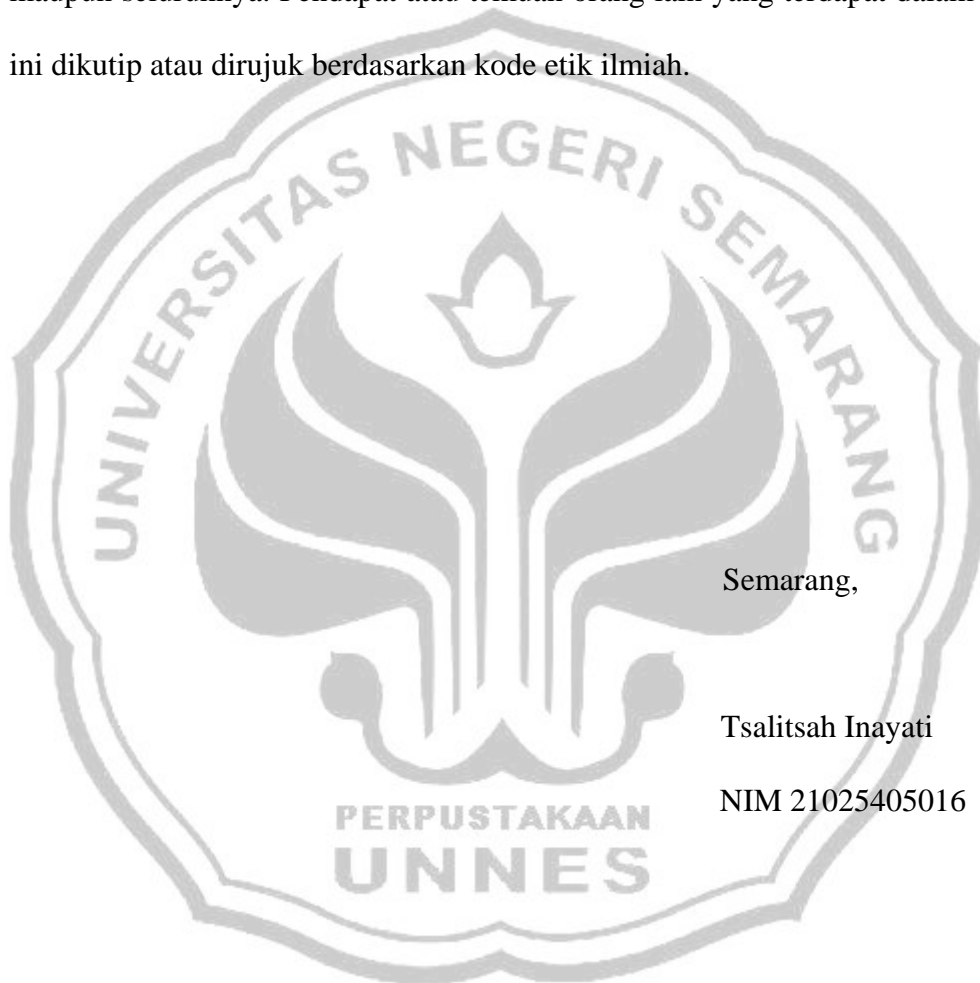 maupun seluruhnya. Pendapat atau temuan orang lain yang terdapat dalam
ini dikutip atau dirujuk berdasarkan kode etik ilmiah.
UNIVERSITAS NEGERI SEMARANG
Semarang,
Tsalitsah Inayati
NIM 21025405016
PERPUSTAKAAN
UNNES